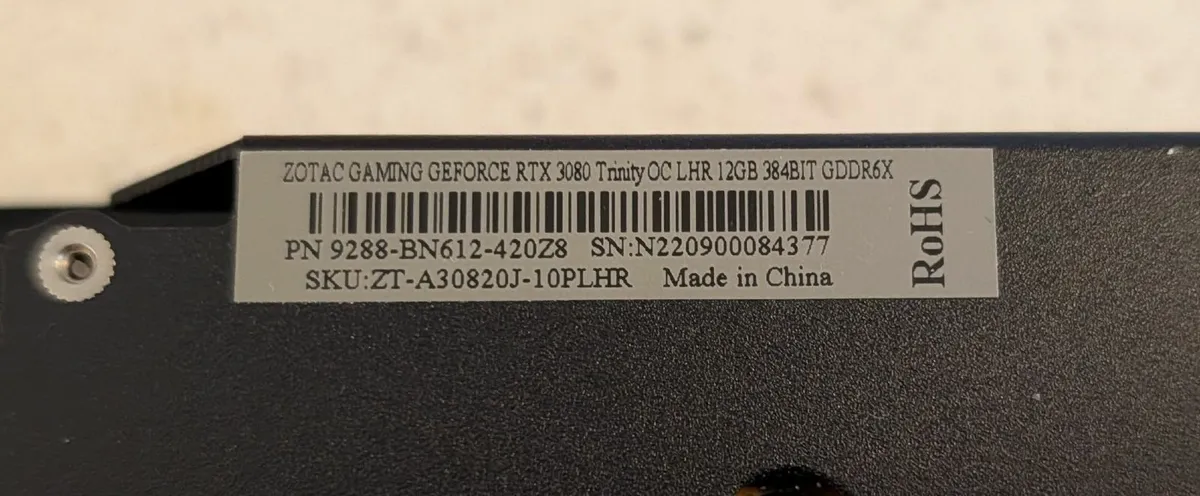 ZOTAC GAMING GEFORCE RTX 3080 Trinity OC LHR 12GB 384BIT GDDR6X
PN 9288-BN612-420Z8 SN:N220900084377
SKU:ZT-A30820J-10PLHR Made in China
RoHS